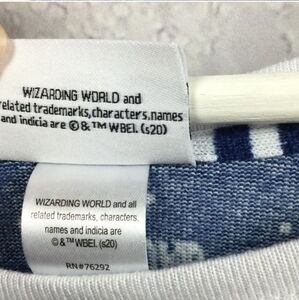 WIZARDING WORLD and
related trademarks, characters, names
and indicia are © & ™ WBEI. (s20)
WIZARDING WORLD and all
related trademarks, characters,
names and indicia are
© & ™ WBEI. (s20)
RN#76292